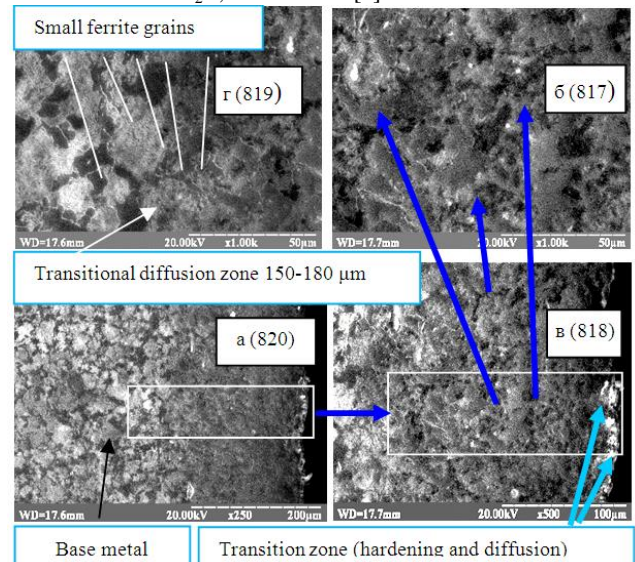 Small ferrite grains
г (819)
б (817)
WD=17.6mm 20.00kV x1.00k 50µm
WD=17.7mm 20.00kV x1.00k 50µm
Transitional diffusion zone 150-180 µm
а (820)
в (818)
WD=17.6mm 20.00kV x250 200µm
WD=17.7mm 20.00kV x500 100µm
Base metal
Transition zone (hardening and diffusion)